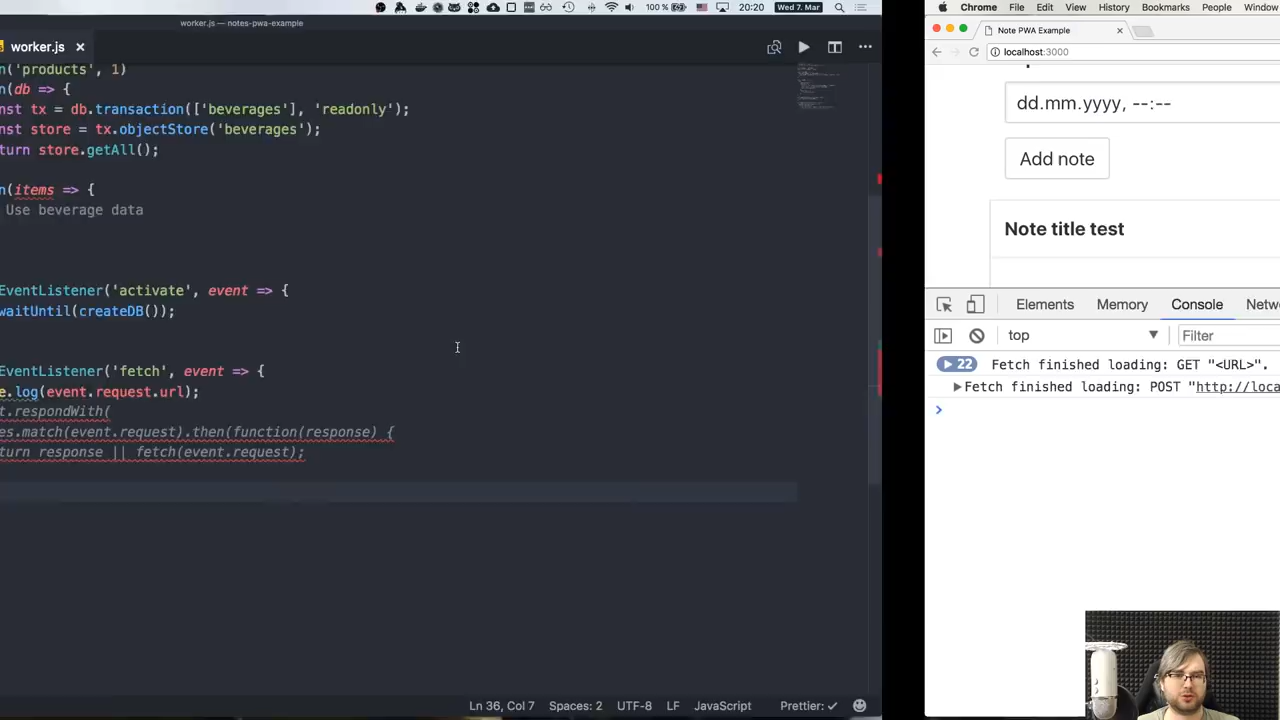 100 % 20:20 Wed 7. Mar
worker.js — notes-pwa-example
worker.js ×
n('products', 1)
n(db => {
nst tx = db.transaction(['beverages'], 'readonly');
nst store = tx.objectStore('beverages');
turn store.getAll();
n(items => {
Use beverage data
EventListener('activate', event => {
waitUntil(createDB());
EventListener('fetch', event => {
e.log(event.request.url);
t.respondWith(
es.match(event.request).then(function(response) {
turn response || fetch(event.request);
Ln 36, Col 7 Spaces: 2 UTF-8 LF JavaScript Prettier: ✓
Chrome File Edit View History Bookmarks People Window
Note PWA Example ×
localhost:3000
dd.mm.yyyy, --:--
Add note
Note title test
Elements Memory Console Netw
top Filter
22 Fetch finished loading: GET "<URL>".
Fetch finished loading: POST "http://loca